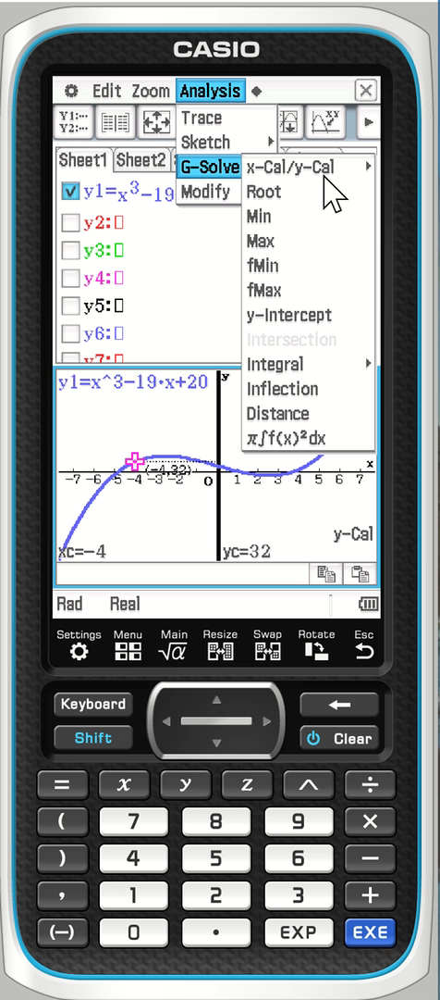 CASIO
Edit Zoom Analysis
Y1:···
Y2:···
Trace
Sketch
G-Solve
Modify
Sheet1 Sheet2
x-Cal/y-Cal
Root
Min
Max
fMin
fMax
y-Intercept
Intersection
Integral
Inflection
Distance
π∫f(x)²dx
y1=x³−19
y2:
y3:
y4:
y5:
y6:
y7:
y1=x^3−19·x+20
y
x
(−4,32)
−7 −6 −5 −4 −3 −2 0 1 2 3 4 5 6 7
y-Cal
xc=−4 yc=32
Rad Real
Settings Menu Main Resize Swap Rotate Esc
√α
Keyboard
Shift Clear
= x y z ^ ÷
( 7 8 9 ×
) 4 5 6 −
, 1 2 3 +
(−) 0 · EXP EXE